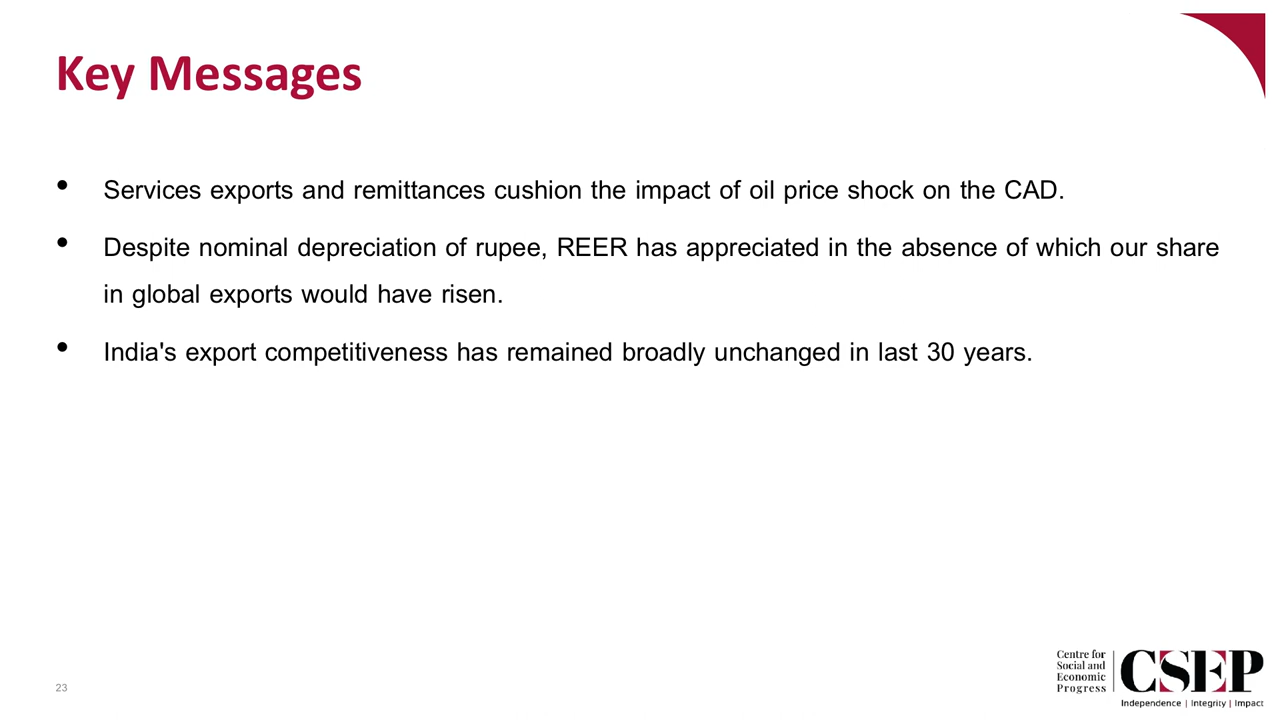 Key Messages
• Services exports and remittances cushion the impact of oil price shock on the CAD.
• Despite nominal depreciation of rupee, REER has appreciated in the absence of which our share
in global exports would have risen.
• India's export competitiveness has remained broadly unchanged in last 30 years.
23
Centre for
Social and
Economic
Progress
CSEP
Independence | Integrity | Impact